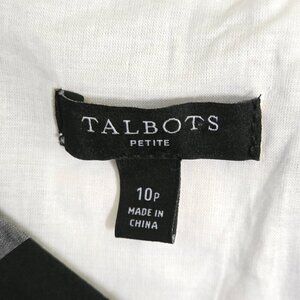 TALBOTS
PETITE
10P
MADE IN
CHINA